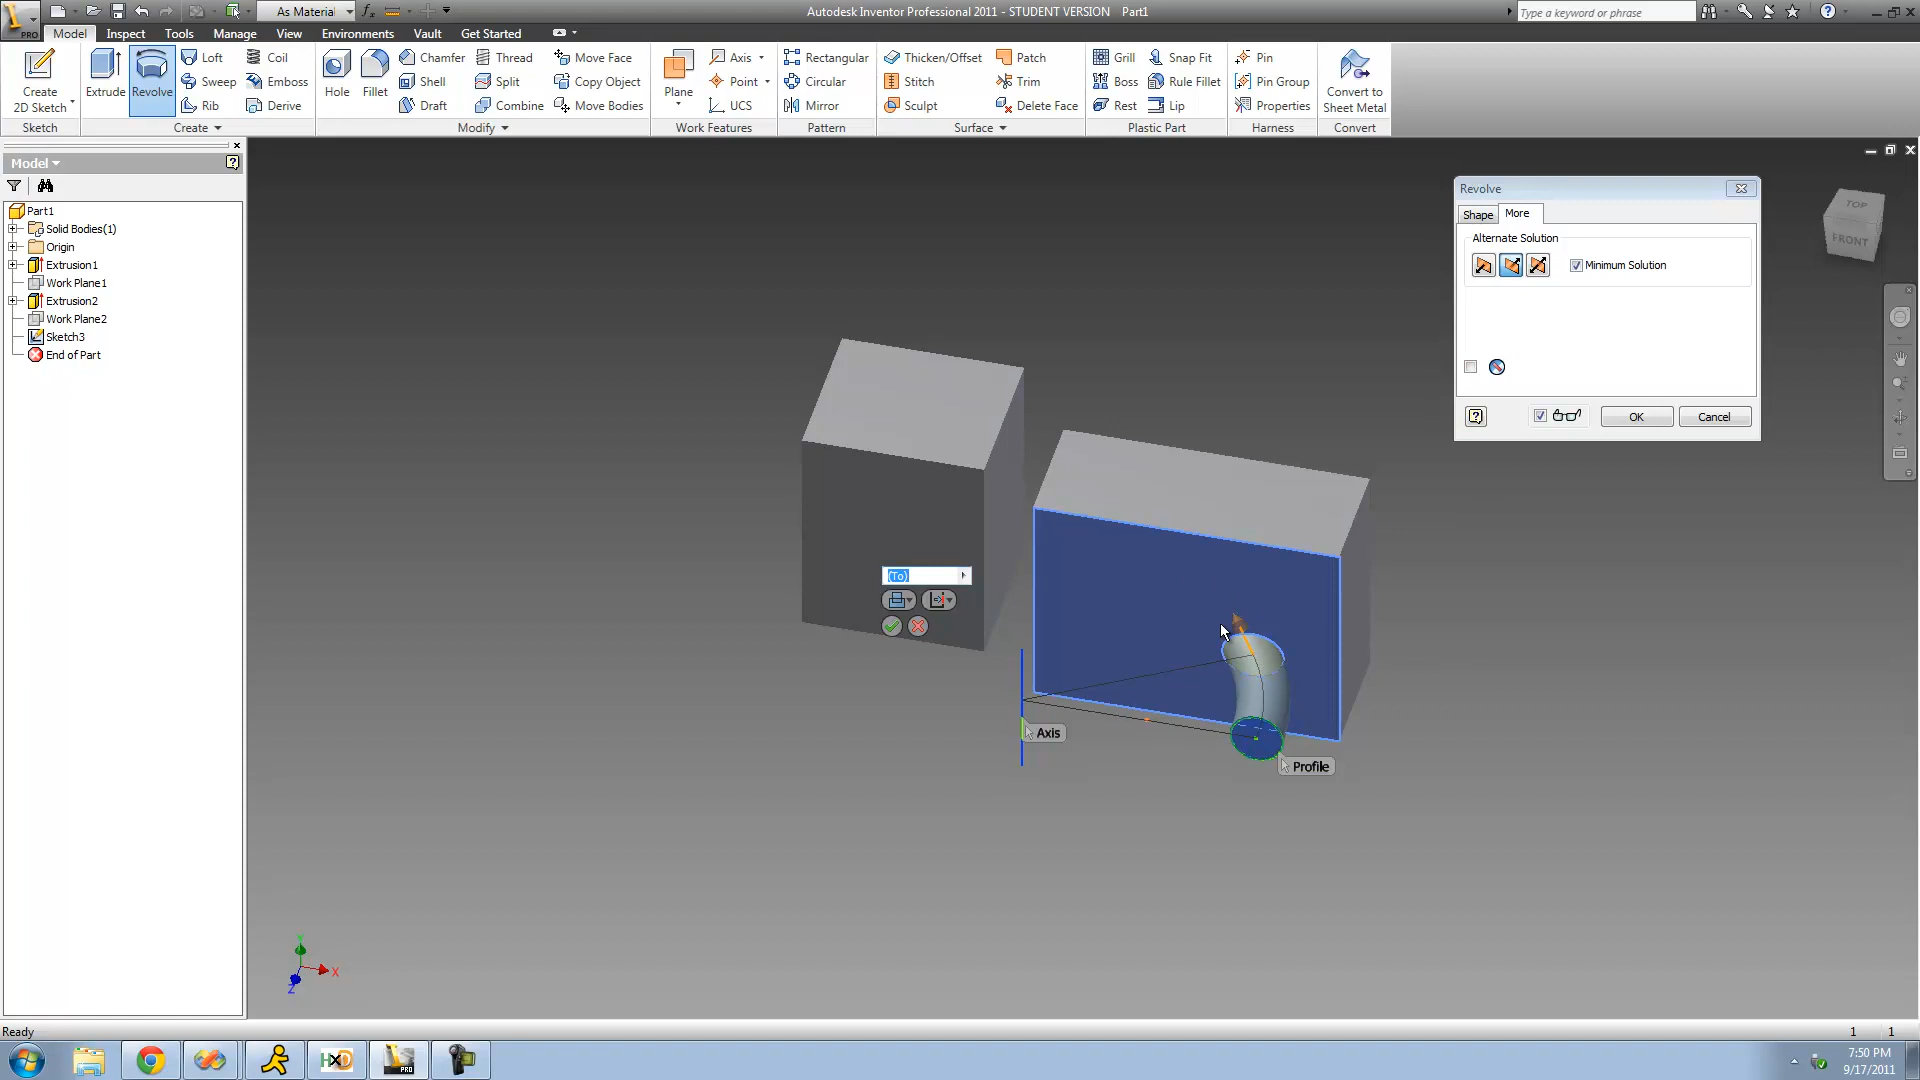 As Material
Autodesk Inventor Professional 2011 - STUDENT VERSION Part1
Type a keyword or phrase
PRO
Model Inspect Tools Manage View Environments Vault Get Started
Create 2D Sketch
Extrude
Revolve
Loft
Coil
Sweep
Emboss
Rib
Derive
Hole
Fillet
Chamfer
Thread
Move Face
Shell
Split
Copy Object
Draft
Combine
Move Bodies
Plane
Axis
Point
UCS
Rectangular
Circular
Mirror
Thicken/Offset
Patch
Stitch
Trim
Sculpt
Delete Face
Grill
Snap Fit
Boss
Rule Fillet
Rest
Lip
Pin
Pin Group
Properties
Convert to Sheet Metal
Sketch Create Modify Work Features Pattern Surface Plastic Part Harness Convert
Model
Part1
Solid Bodies(1)
Origin
Extrusion1
Work Plane1
Extrusion2
Work Plane2
Sketch3
End of Part
Revolve
Shape More
Alternate Solution
Minimum Solution
OK Cancel
TOP
FRONT
(To)
Axis
Profile
Y
X
Z
Ready
1 1
HXD
PRO
7:50 PM
9/17/2011